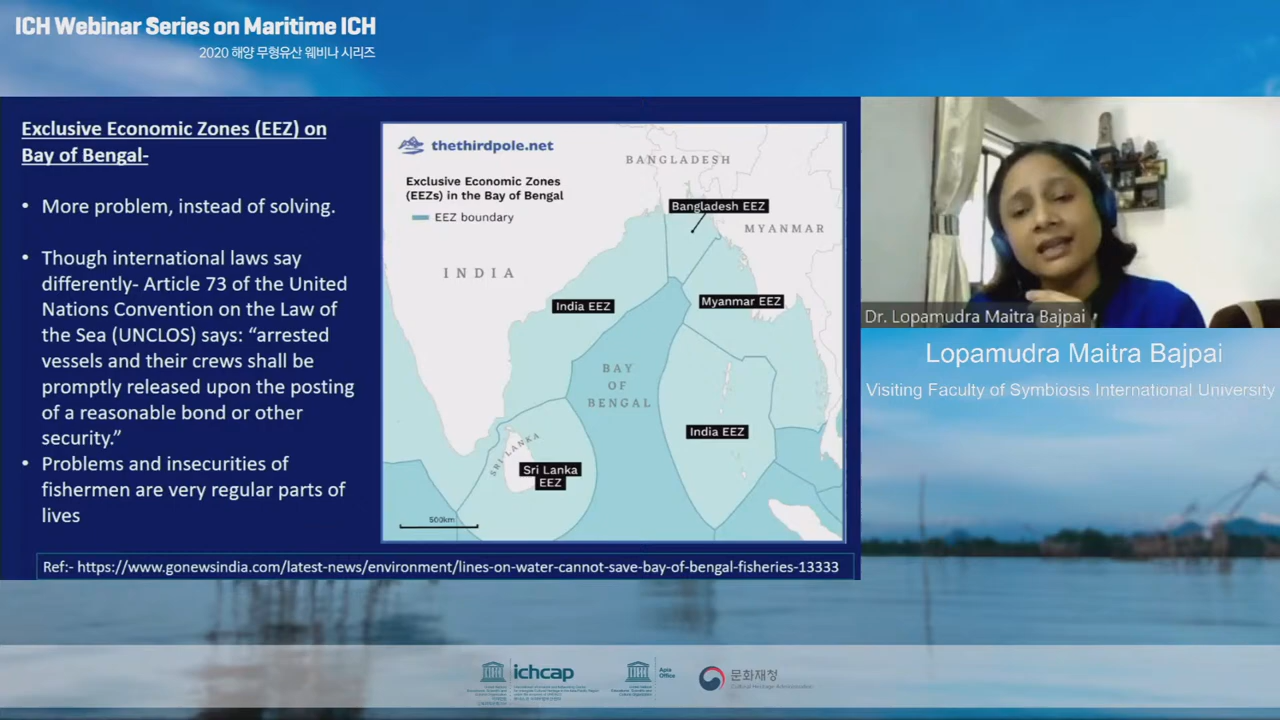 ICH Webinar Series on Maritime ICH
2020 해양 무형유산 웨비나 시리즈
Exclusive Economic Zones (EEZ) on
Bay of Bengal-
• More problem, instead of solving.
• Though international laws say
differently- Article 73 of the United
Nations Convention on the Law of
the Sea (UNCLOS) says: “arrested
vessels and their crews shall be
promptly released upon the posting
of a reasonable bond or other
security.”
• Problems and insecurities of
fishermen are very regular parts of
lives
thethirdpole.net
Exclusive Economic Zones
(EEZs) in the Bay of Bengal
EEZ boundary
BANGLADESH
Bangladesh EEZ
MYANMAR
INDIA
India EEZ
Myanmar EEZ
BAY
OF
BENGAL
India EEZ
SRI LANKA
Sri Lanka
EEZ
500km
Ref:- https://www.gonewsindia.com/latest-news/environment/lines-on-water-cannot-save-bay-of-bengal-fisheries-13333
Dr. Lopamudra Maitra Bajpai
Lopamudra Maitra Bajpai
Visiting Faculty of Symbiosis International University
ichcap
Apia
Office
문화재청
Cultural Heritage Administration